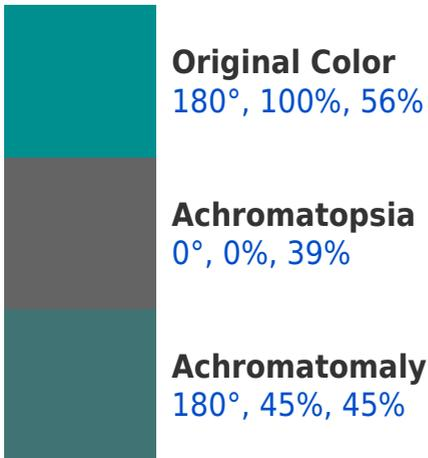 Original Color
180°, 100%, 56%
Achromatopsia
0°, 0%, 39%
Achromatomaly
180°, 45%, 45%